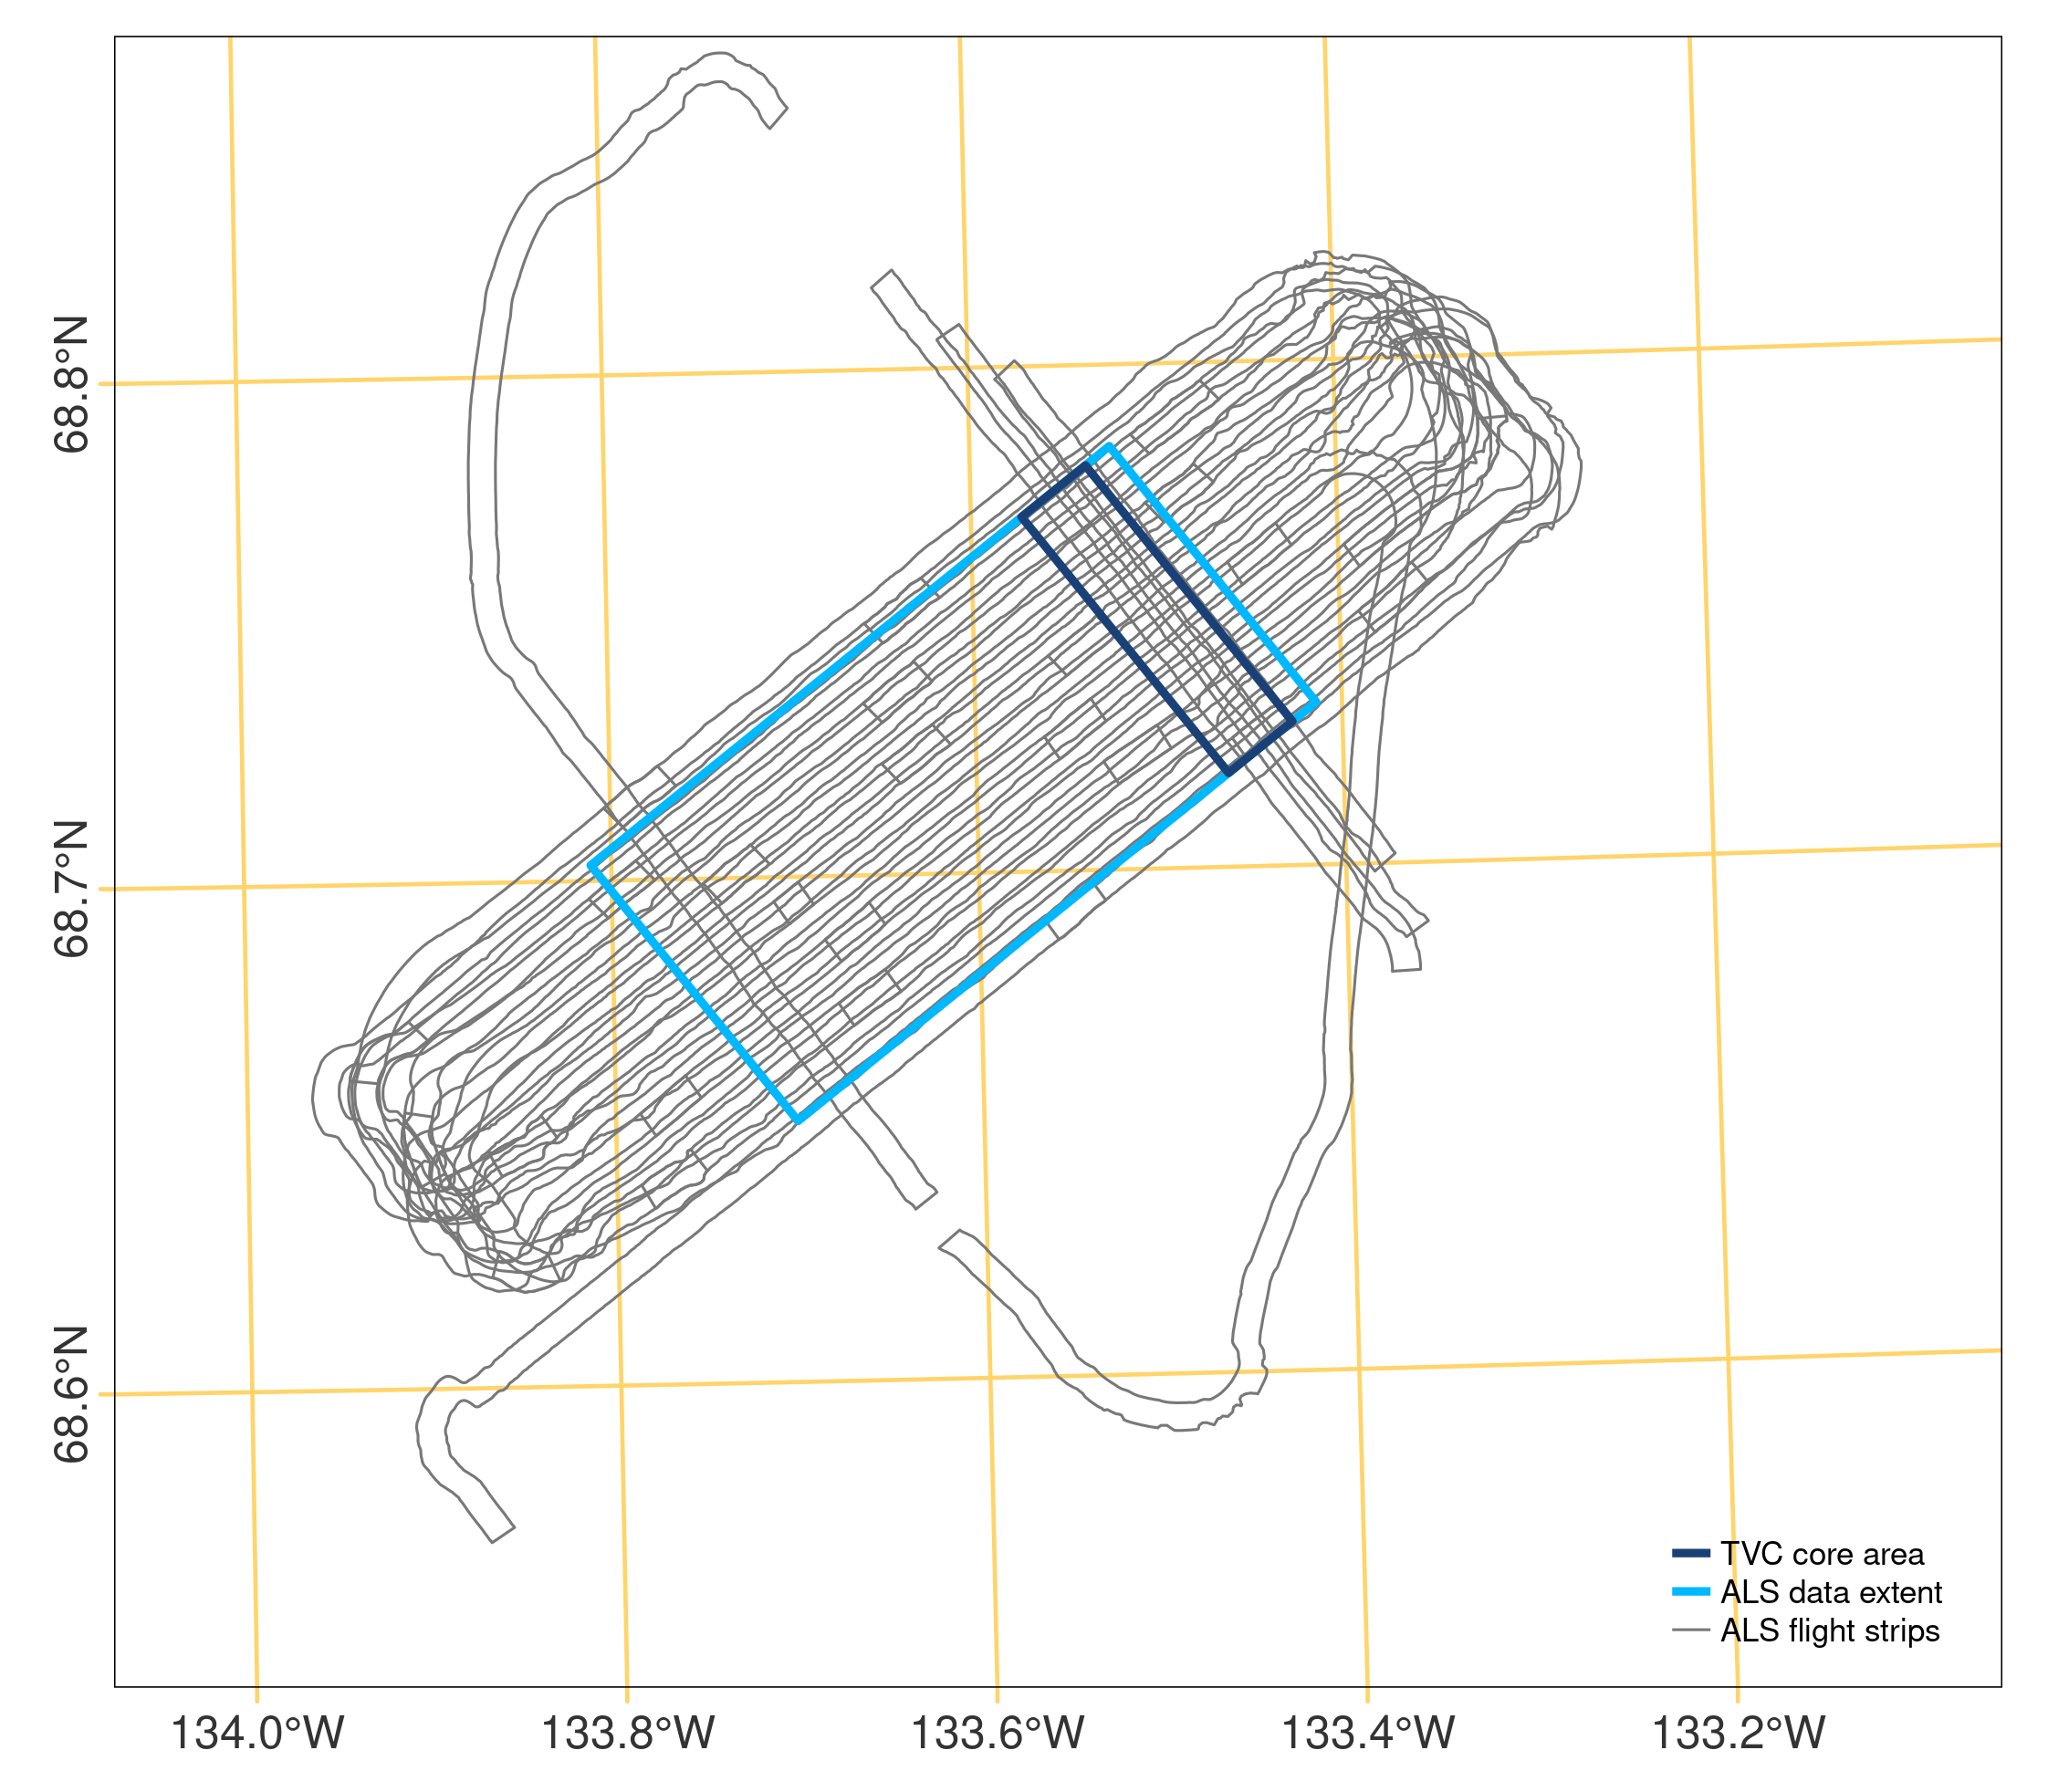 68.8°N
68.7°N
68.6°N
TVC core area
ALS data extent
ALS flight strips
134.0°W
133.8°W
133.6°W
133.4°W
133.2°W